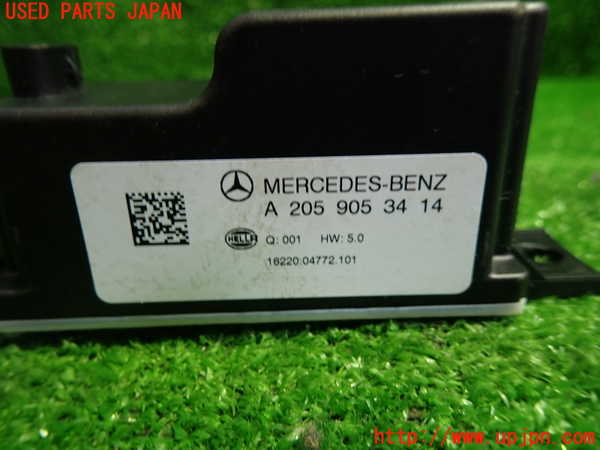 USED PARTS JAPAN
MERCEDES-BENZ
A 205 905 34 14
HELLA Q: 001 HW: 5.0
16220.04772.101
http://www.upjpn.com/